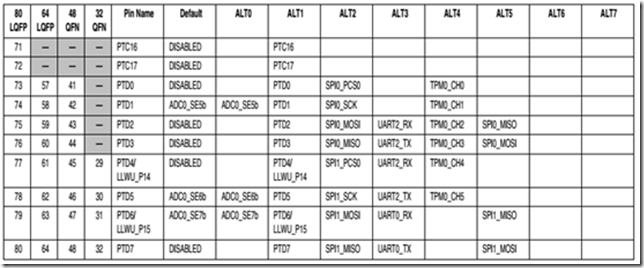 80 LQFP 64 LQFP 48 QFN 32 QFN Pin Name Default ALT0 ALT1 ALT2 ALT3 ALT4 ALT5 ALT6 ALT7
71 — — — PTC16 DISABLED PTC16
72 — — — PTC17 DISABLED PTC17
73 57 41 — PTD0 DISABLED PTD0 SPI0_PCS0 TPM0_CH0
74 58 42 — PTD1 ADC0_SE5b ADC0_SE5b PTD1 SPI0_SCK TPM0_CH1
75 59 43 — PTD2 DISABLED PTD2 SPI0_MOSI UART2_RX TPM0_CH2 SPI0_MISO
76 60 44 — PTD3 DISABLED PTD3 SPI0_MISO UART2_TX TPM0_CH3 SPI0_MOSI
77 61 45 29 PTD4/ DISABLED PTD4/ SPI1_PCS0 UART2_RX TPM0_CH4
LLWU_P14 LLWU_P14
78 62 46 30 PTD5 ADC0_SE6b ADC0_SE6b PTD5 SPI1_SCK UART2_TX TPM0_CH5
79 63 47 31 PTD6/ ADC0_SE7b ADC0_SE7b PTD6/ SPI1_MOSI UART0_RX SPI1_MISO
LLWU_P15 LLWU_P15
80 64 48 32 PTD7 DISABLED PTD7 SPI1_MISO UART0_TX SPI1_MOSI